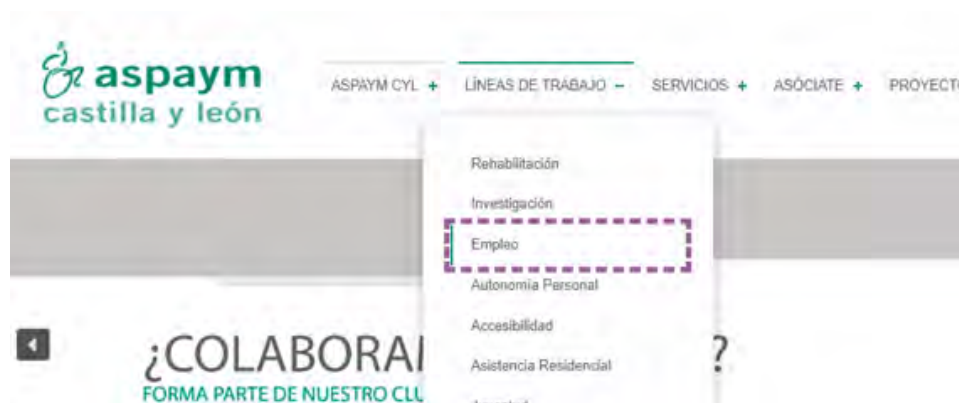 aspaym
castilla y león
ASPAYM CYL + LÍNEAS DE TRABAJO – SERVICIOS + ASÓCIATE + PROYECTO
Rehabilitación
Investigación
Empleo
Autonomía Personal
Accesibilidad
Asistencia Residencial
¿COLABORA ?
FORMA PARTE DE NUESTRO CLU